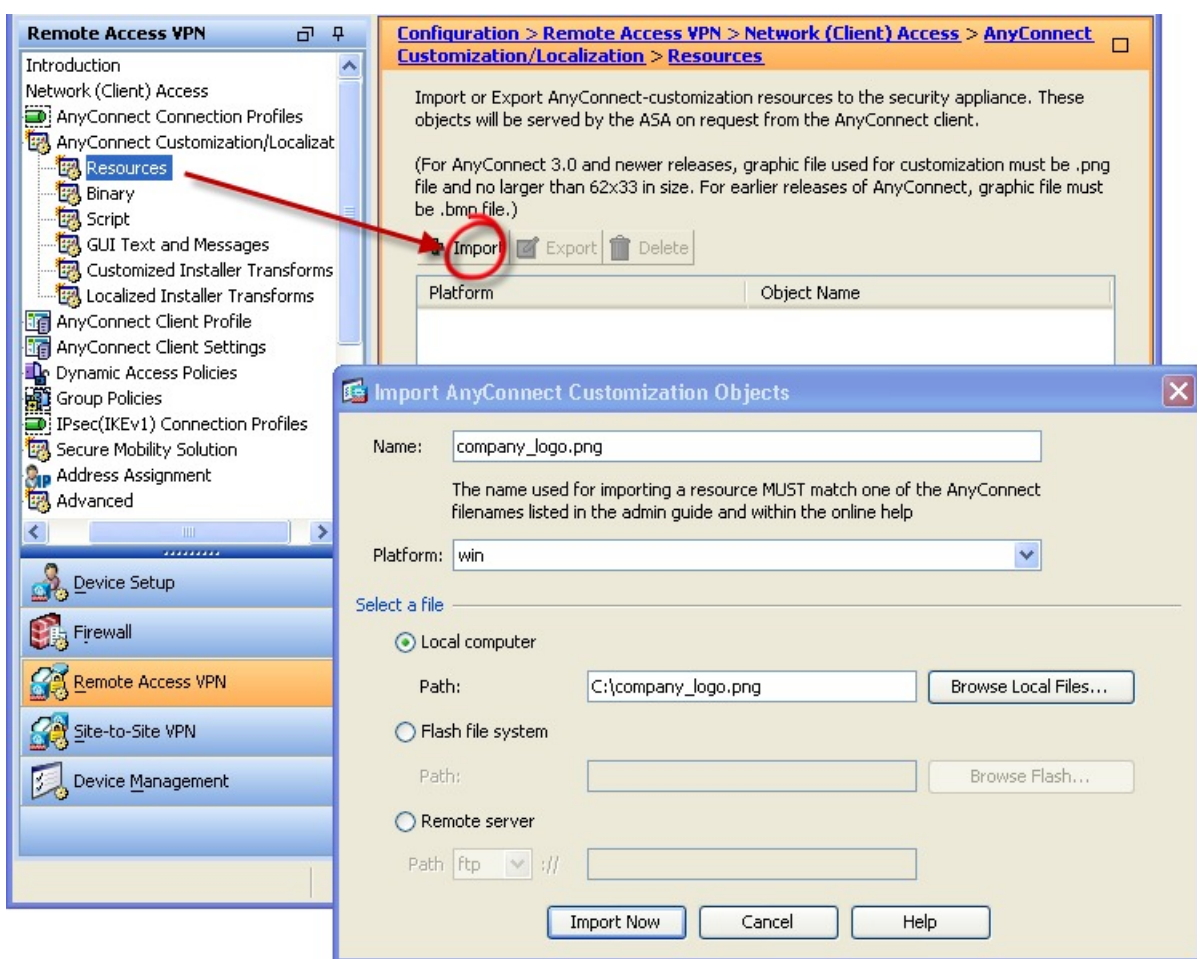 Remote Access VPN
Introduction
Network (Client) Access
AnyConnect Connection Profiles
AnyConnect Customization/Localizat
Resources
Binary
Script
GUI Text and Messages
Customized Installer Transforms
Localized Installer Transforms
AnyConnect Client Profile
AnyConnect Client Settings
Dynamic Access Policies
Group Policies
IPsec(IKEv1) Connection Profiles
Secure Mobility Solution
Address Assignment
Advanced
Device Setup
Firewall
Remote Access VPN
Site-to-Site VPN
Device Management
Configuration > Remote Access VPN > Network (Client) Access > AnyConnect
Customization/Localization > Resources
Import or Export AnyConnect-customization resources to the security appliance. These
objects will be served by the ASA on request from the AnyConnect client.
(For AnyConnect 3.0 and newer releases, graphic file used for customization must be .png
file and no larger than 62x33 in size. For earlier releases of AnyConnect, graphic file must
be .bmp file.)
Import Export Delete
Platform Object Name
Import AnyConnect Customization Objects
Name: company_logo.png
The name used for importing a resource MUST match one of the AnyConnect
filenames listed in the admin guide and within the online help
Platform: win
Select a file
Local computer
Path: C:\company_logo.png Browse Local Files...
Flash file system
Path: Browse Flash...
Remote server
Path ftp ://
Import Now Cancel Help